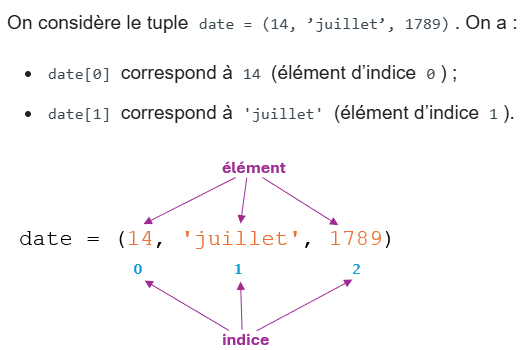 On considère le tuple date = (14, ’juillet’, 1789) . On a :
• date[0] correspond à 14 (élément d’indice 0 ) ;
• date[1] correspond à 'juillet' (élément d’indice 1 ).
élément
date = (14, 'juillet', 1789)
0 1 2
indice